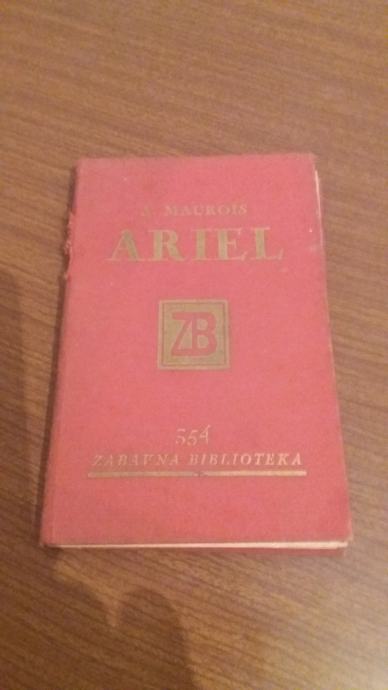 A. MAUROIS
ARIEL
ZB
554
ZABAVNA BIBLIOTEKA